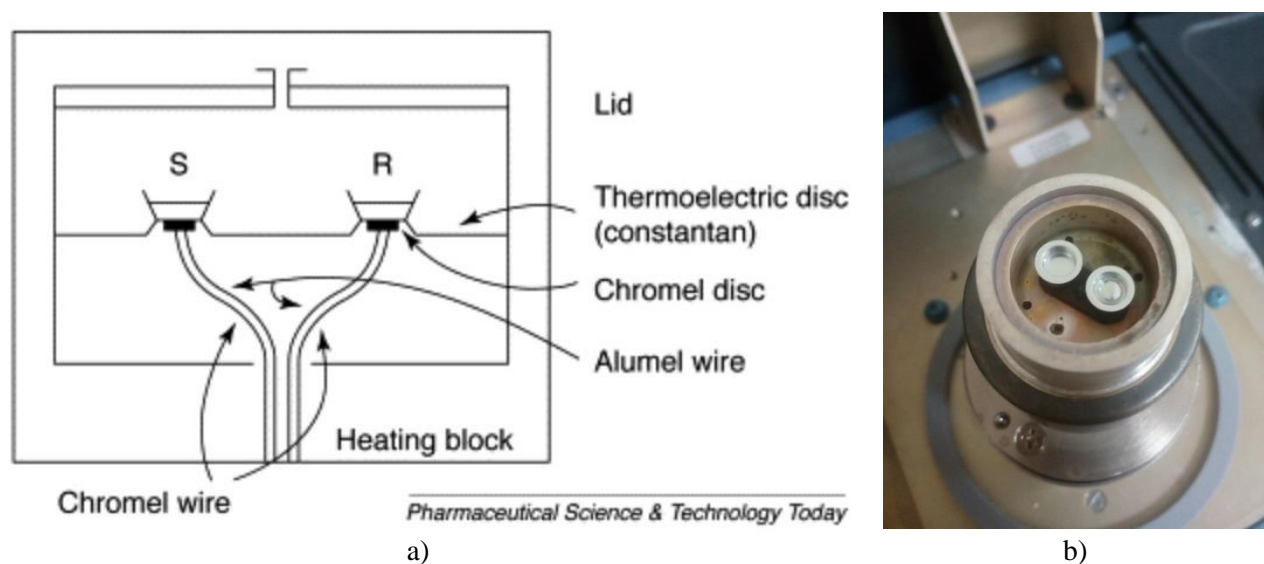 Lid
S
R
Thermoelectric disc
(constantan)
Chromel disc
Alumel wire
Heating block
Chromel wire
Pharmaceutical Science & Technology Today
a)
b)